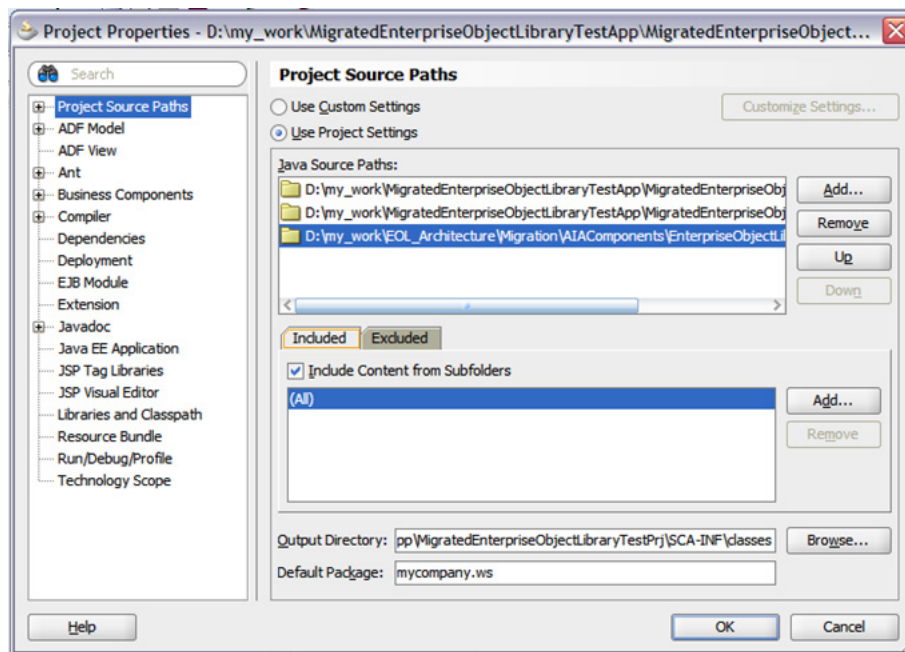 Project Properties - D:\my_work\MigratedEnterpriseObjectLibraryTestApp\MigratedEnterpriseObject...
Search
Project Source Paths
ADF Model
ADF View
Ant
Business Components
Compiler
Dependencies
Deployment
EJB Module
Extension
Javadoc
Java EE Application
JSP Tag Libraries
JSP Visual Editor
Libraries and Classpath
Resource Bundle
Run/Debug/Profile
Technology Scope
Project Source Paths
Use Custom Settings
Customize Settings...
Use Project Settings
Java Source Paths:
D:\my_work\MigratedEnterpriseObjectLibraryTestApp\MigratedEnterpriseObj
D:\my_work\MigratedEnterpriseObjectLibraryTestApp\MigratedEnterpriseObj
D:\my_work\EOL_Architecture\Migration\AIAComponents\EnterpriseObjectLi
Add...
Remove
Up
Down
Included
Excluded
Include Content from Subfolders
(All)
Add...
Remove
Output Directory: pp\MigratedEnterpriseObjectLibraryTestPrj\SCA-INF\classes
Browse...
Default Package: mycompany.ws
Help
OK
Cancel